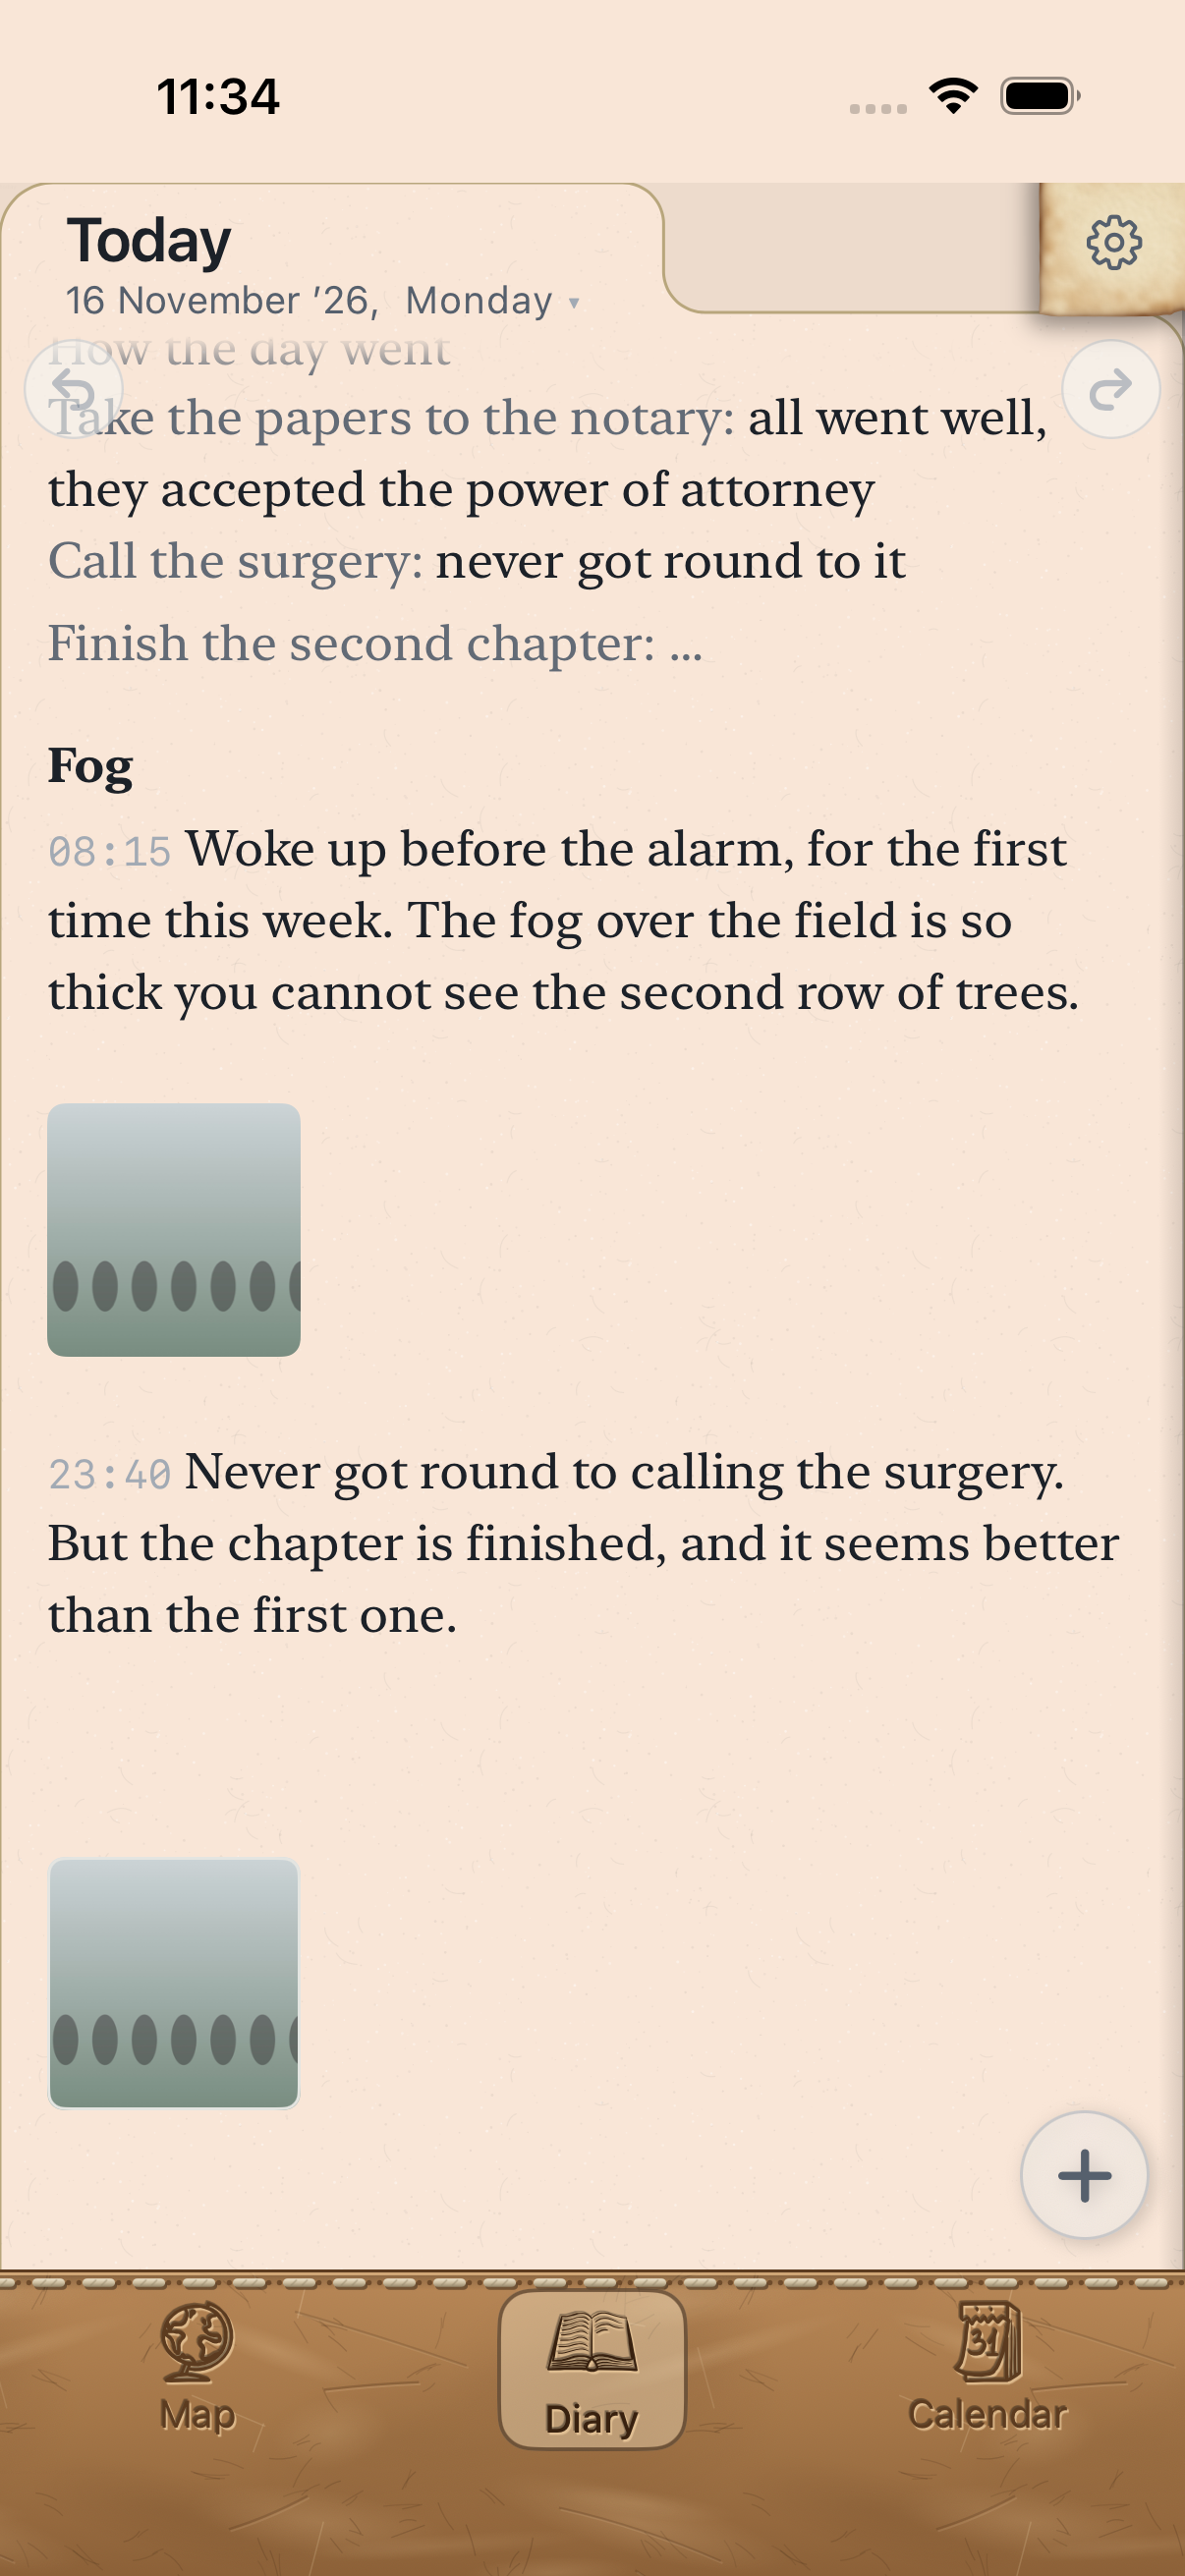 11:34
Today
16 November ’26, Monday ▾
How the day went
Take the papers to the notary: all went well,
they accepted the power of attorney
Call the surgery: never got round to it
Finish the second chapter: ...
Fog
08:15 Woke up before the alarm, for the first
time this week. The fog over the field is so
thick you cannot see the second row of trees.
23:40 Never got round to calling the surgery.
But the chapter is finished, and it seems better
than the first one.
31
Map
Diary
Calendar